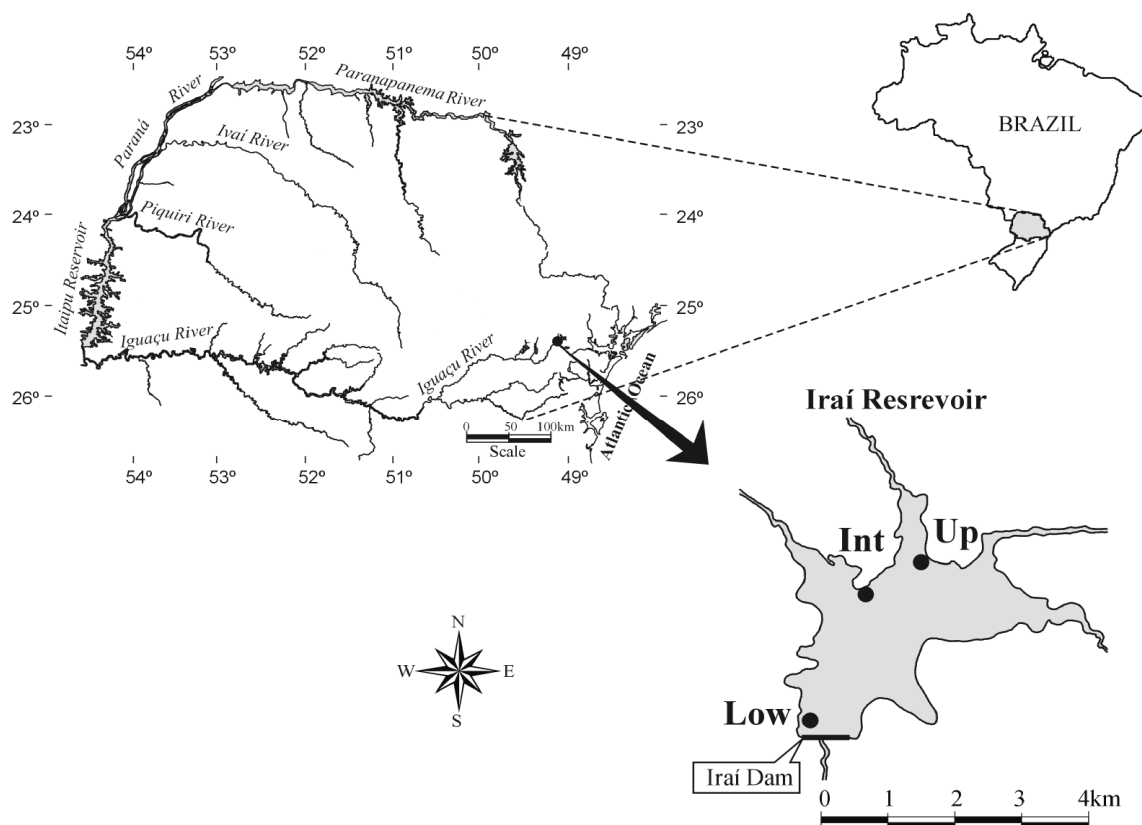 54º 53º 52º 51º 50º 49º
Paranapanema River
River
Paraná
Ivaí River
Piquiri River
Itaipu Reservoir
Iguaçu River
Iguaçu River
23º
24º
25º
26º
23º
24º
25º
26º
0 50 100km
Scale
Atlantic Ocean
54º 53º 52º 51º 50º 49º
BRAZIL
Iraí Resrevoir
Int
Up
Low
Iraí Dam
N
W E
S
0 1 2 3 4km